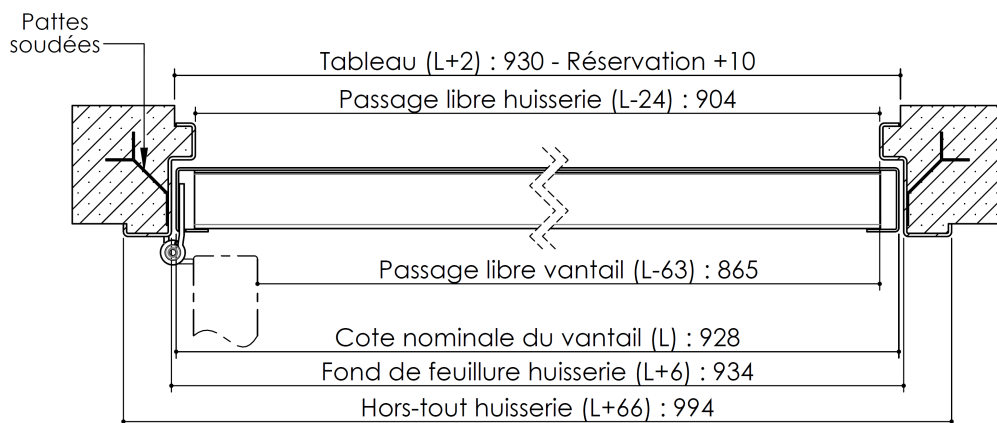 Pattes
soudées
Tableau (L+2) : 930 - Réservation +10
Passage libre huisserie (L-24) : 904
Passage libre vantail (L-63) : 865
Cote nominale du vantail (L) : 928
Fond de feuillure huisserie (L+6) : 934
Hors-tout huisserie (L+66) : 994